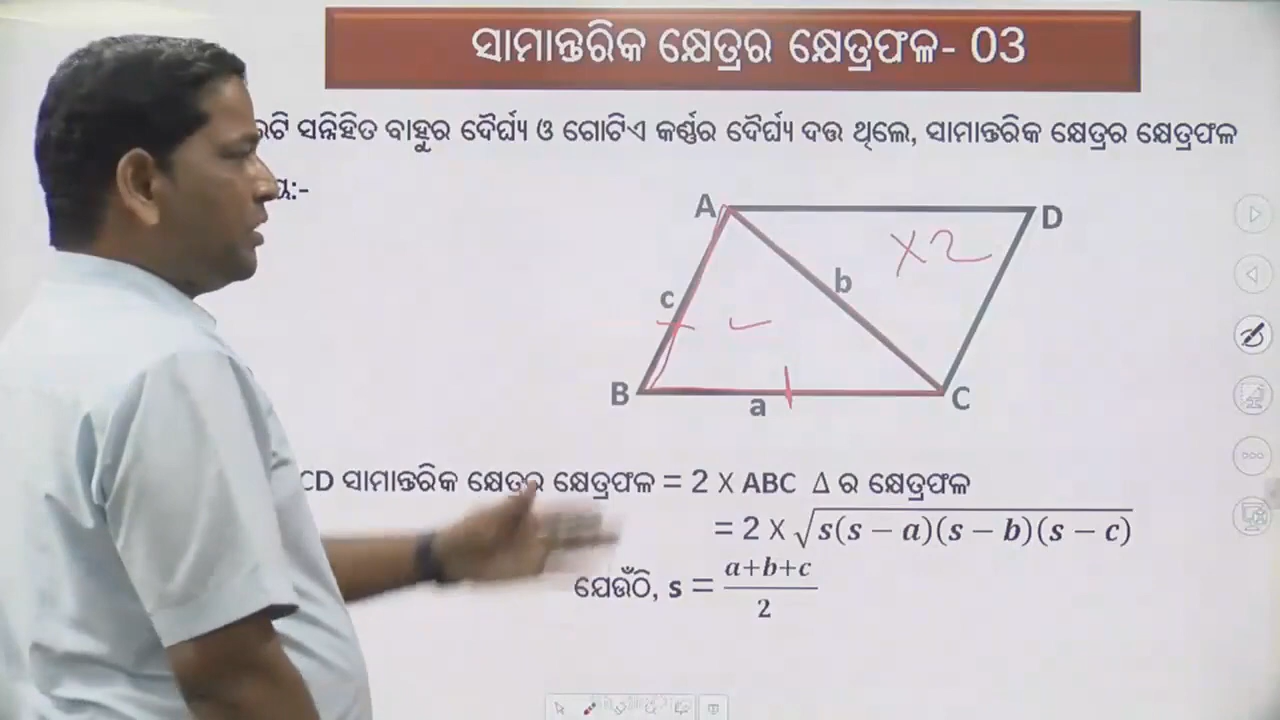 ସାମାନ୍ତରିକ କ୍ଷେତ୍ରର କ୍ଷେତ୍ରଫଳ- 03
ସନ୍ନିହିତ ବାହୁର ଦୈର୍ଘ୍ୟ ଓ ଗୋଟିଏ କର୍ଣ୍ଣର ଦୈର୍ଘ୍ୟ ଦତ୍ତ ଥିଲେ, ସାମାନ୍ତରିକ କ୍ଷେତ୍ରର କ୍ଷେତ୍ରଫଳ
A
D
×2
b
c
B
a
C
CD ସାମାନ୍ତରିକ କ୍ଷେତ୍ରର କ୍ଷେତ୍ରଫଳ = 2 X ABC Δ ର କ୍ଷେତ୍ରଫଳ
= 2 X √s(s − a)(s − b)(s − c)
ଯେଉଁଠି, s = a+b+c / 2